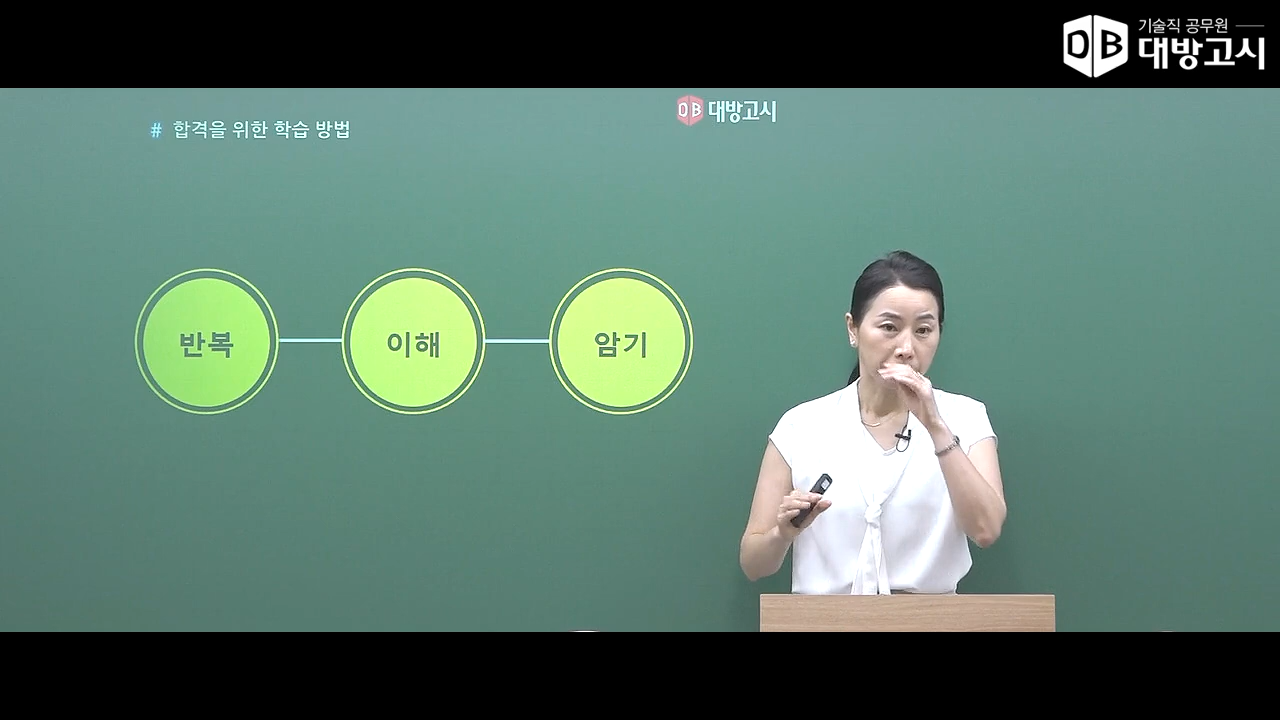 기술직 공무원
DB 대방고시
DB 대방고시
# 합격을 위한 학습 방법
반복
이해
암기